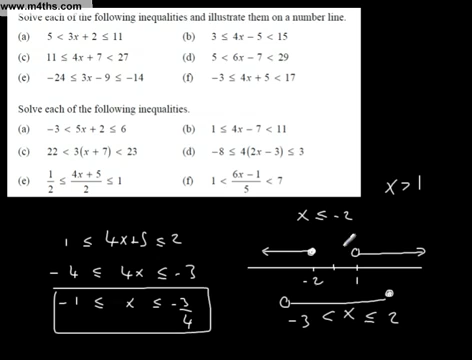 www.m4ths.com
Solve each of the following inequalities and illustrate them on a number line.
(a) 5 < 3x + 2 ≤ 11 (b) 3 ≤ 4x − 5 < 15
(c) 11 ≤ 4x + 7 < 27 (d) 5 < 6x − 7 < 29
(e) −24 ≤ 3x − 9 ≤ −14 (f) −3 ≤ 4x + 5 < 17
Solve each of the following inequalities.
(a) −3 < 5x + 2 ≤ 6 (b) 1 ≤ 4x − 7 < 11
(c) 22 < 3(x + 7) < 23 (d) −8 ≤ 4(2x − 3) ≤ 3
(e) 1/2 ≤ (4x + 5)/2 ≤ 1 (f) 1 < (6x − 1)/5 < 7
x > 1
x ≤ -2
1 ≤ 4x+5 ≤ 2
-4 ≤ 4x ≤ -3
-1 ≤ x ≤ -3/4
-2 1
-3 < x ≤ 2